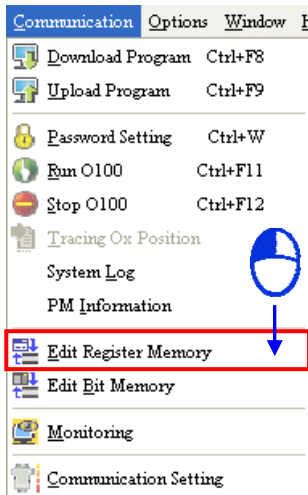 Communication Options Window H
Download Program Ctrl+F8
Upload Program Ctrl+F9
Password Setting Ctrl+W
Run O100 Ctrl+F11
Stop O100 Ctrl+F12
Tracing Ox Position
System Log
PM Information
Edit Register Memory
Edit Bit Memory
Monitoring
Communication Setting